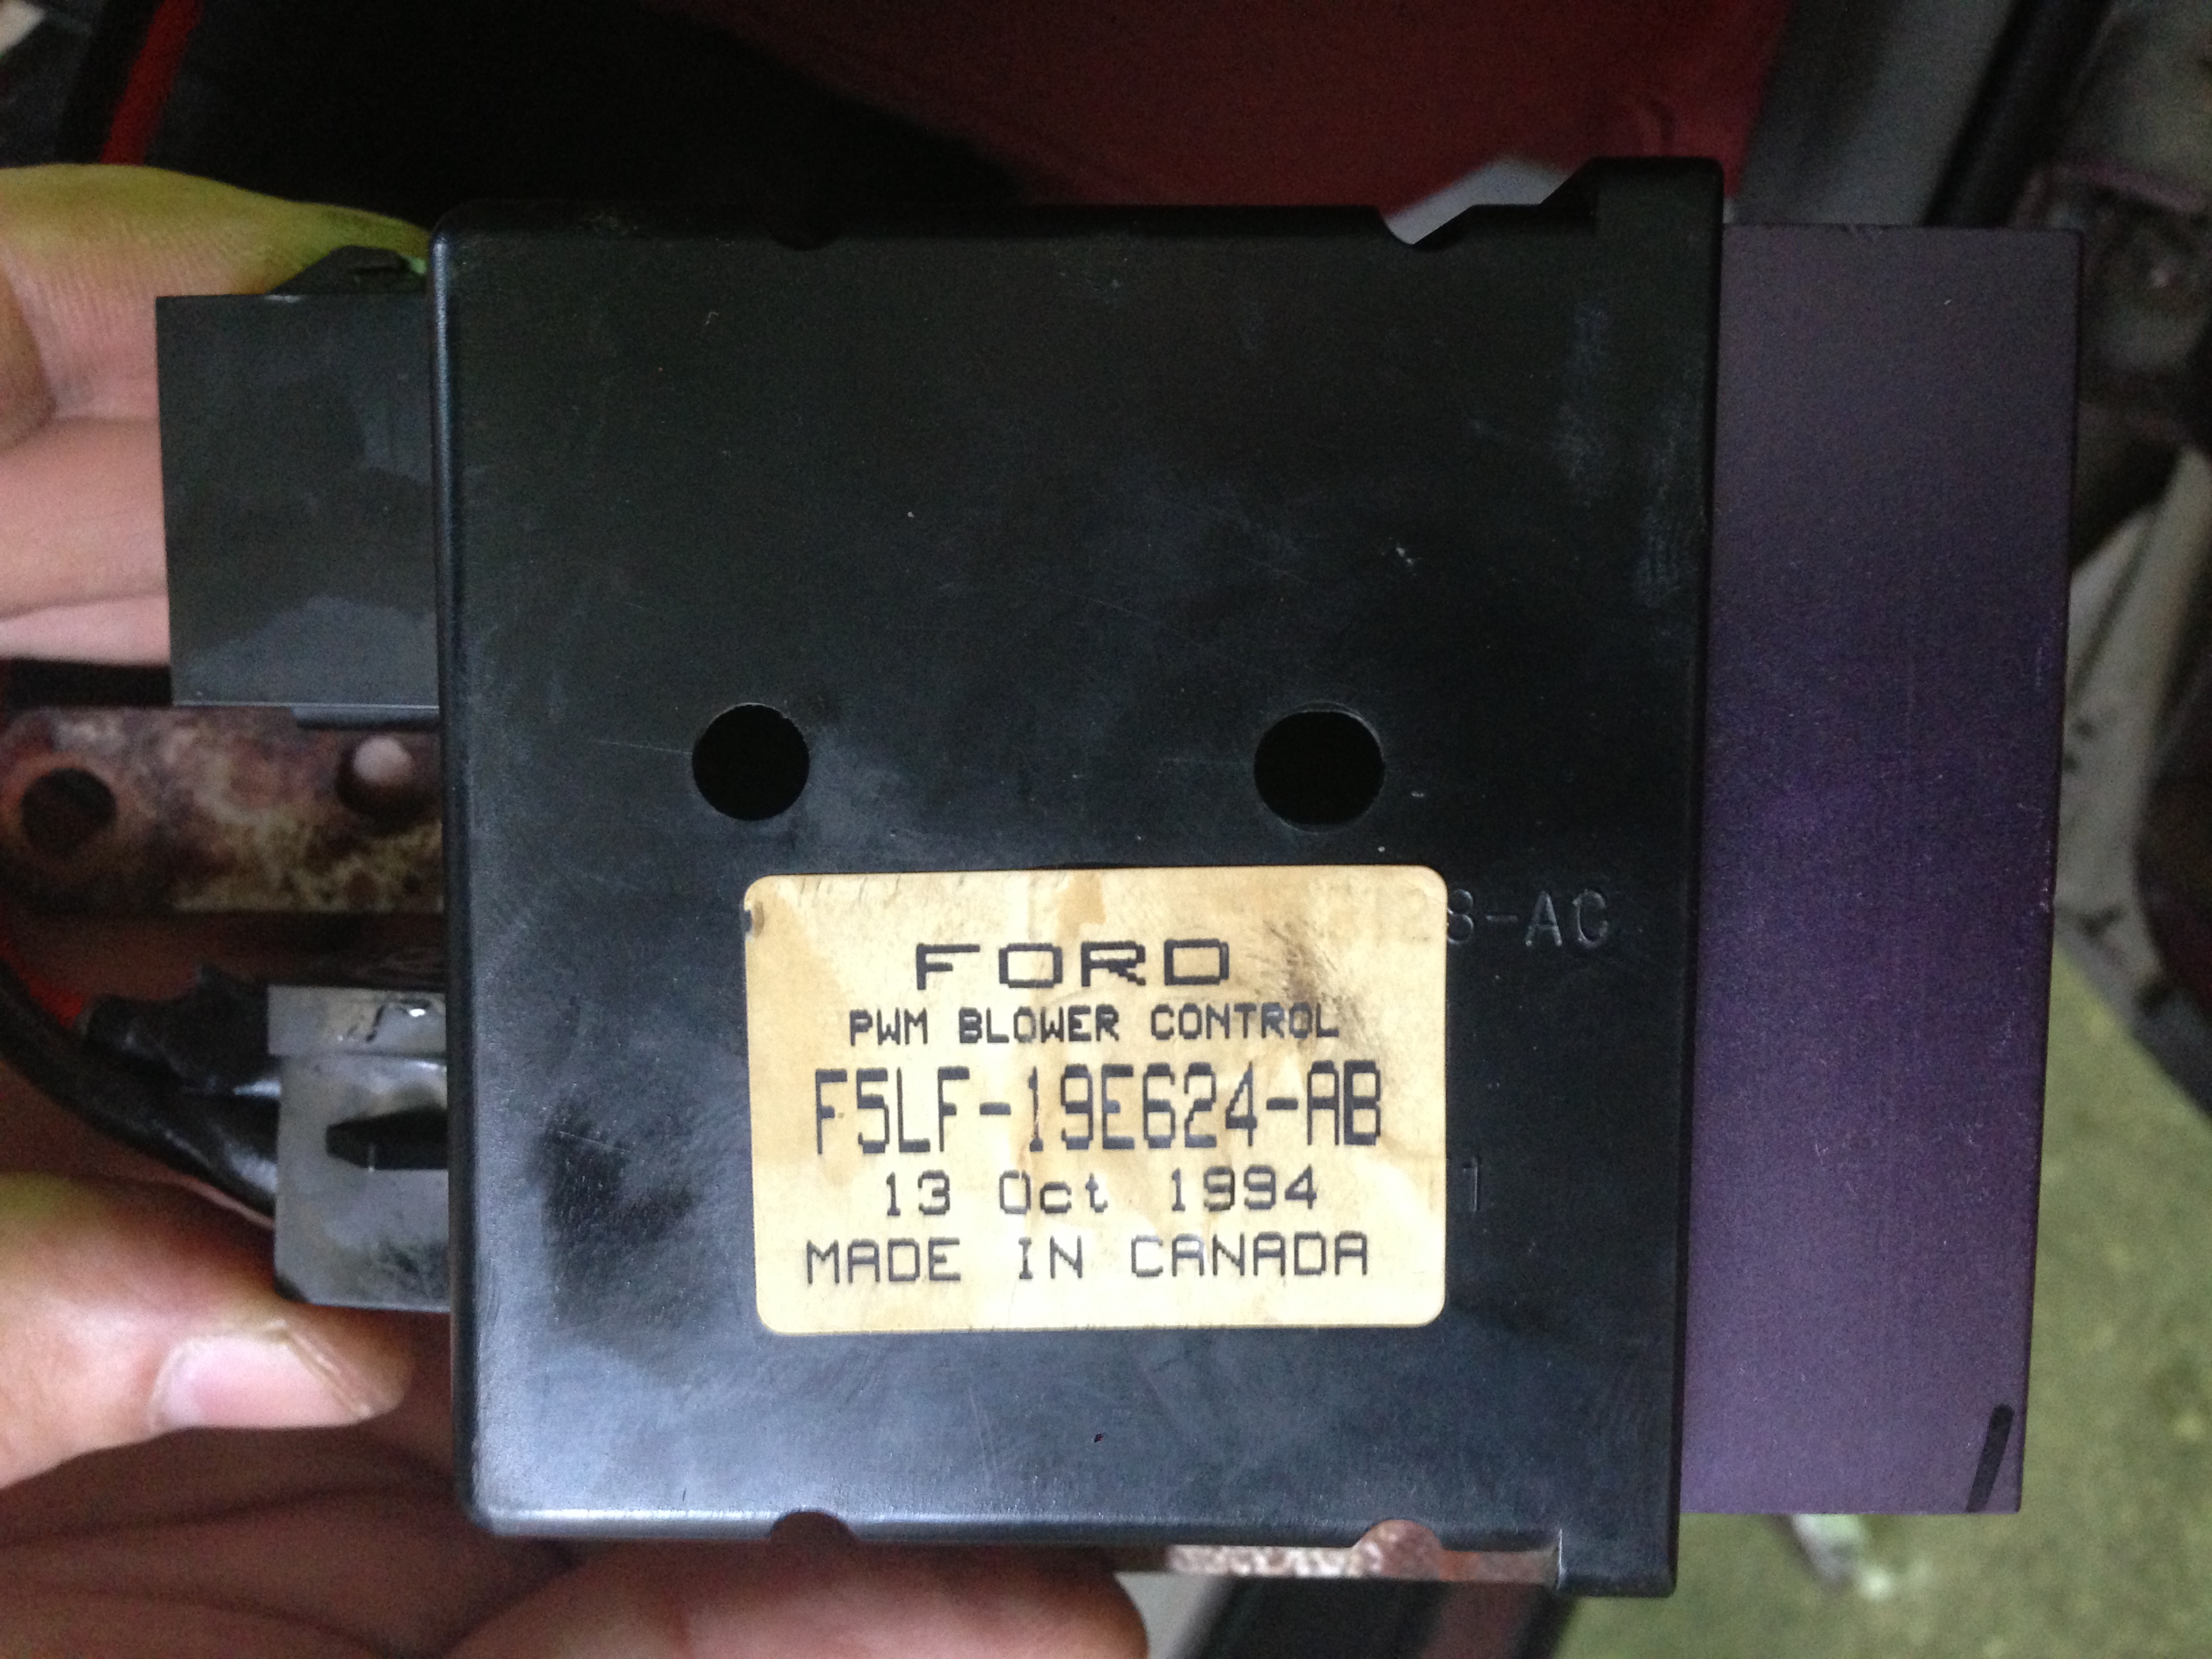 FORD
PWM BLOWER CONTROL
F5LF-19E624-AB
13 Oct 1994
MADE IN CANADA